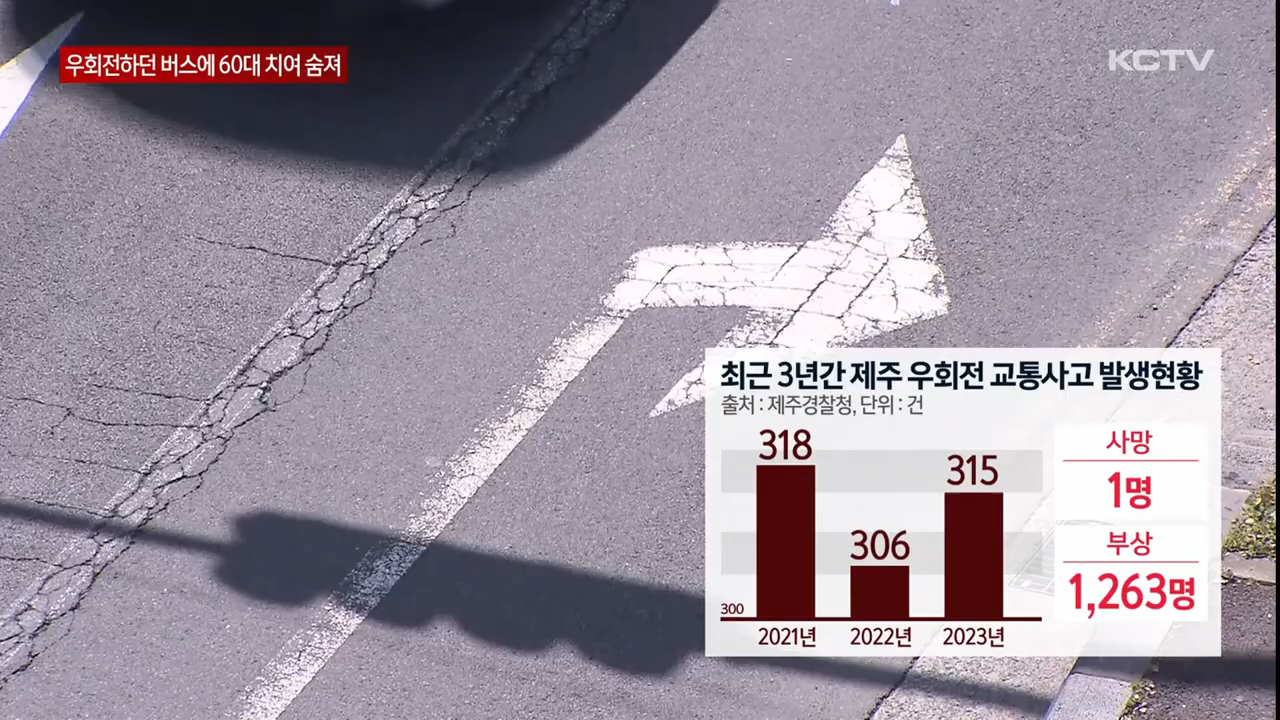 우회전하던 버스에 60대 치여 숨져
KCTV
최근 3년간 제주 우회전 교통사고 발생현황
출처 : 제주경찰청, 단위 : 건
318
306
315
300
2021년
2022년
2023년
사망
1명
부상
1,263명